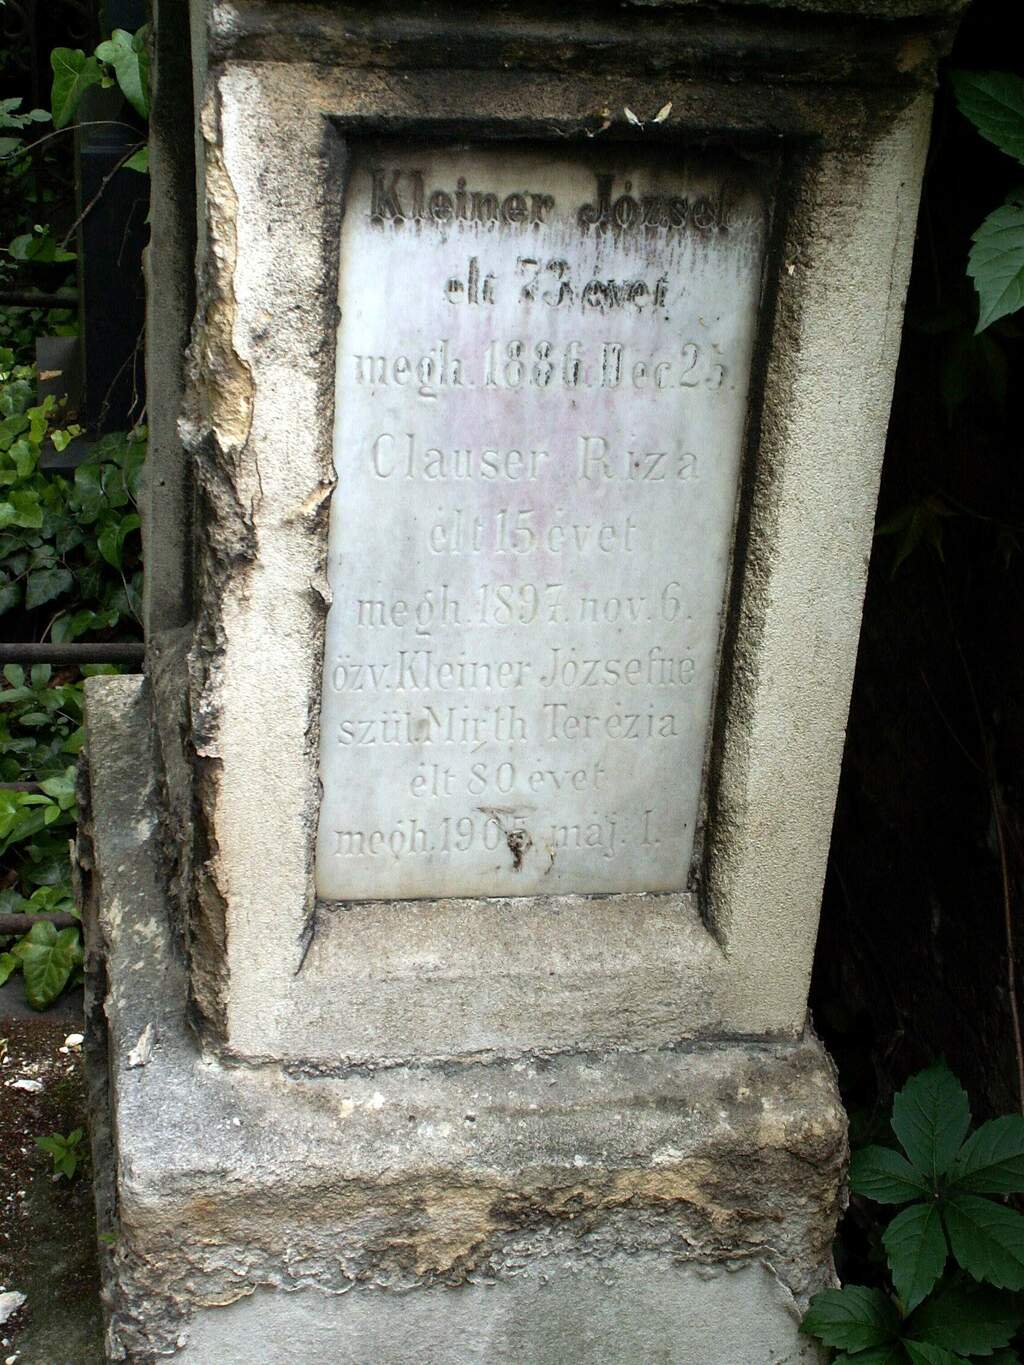 Kleiner József
élt 73 évet
megh. 1886. Dec. 25.
Clauser Riza
élt 15 évet
megh. 1897. nov. 6.
özv. Kleiner Józsefné
szül. Mirth Terézia
élt 80 évet
megh. 1905. máj. 1.